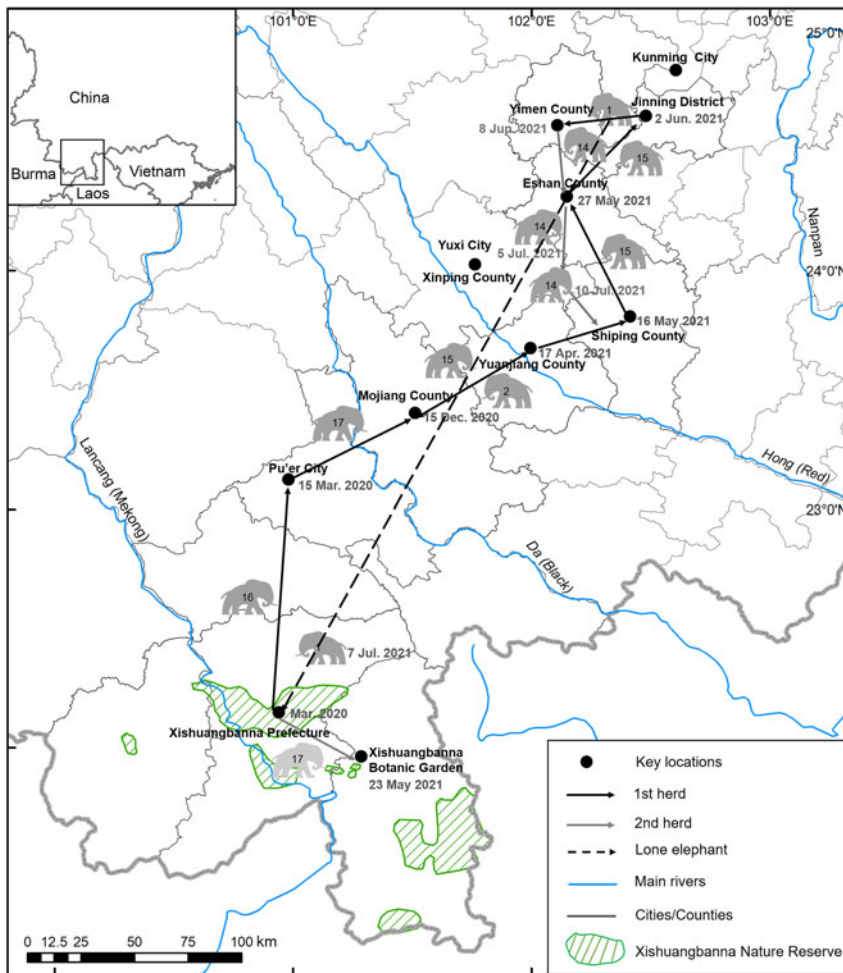 101°0'E 102°0'E 103°0'E
25°0'N
Kunming City
China
Burma
Laos
Vietnam
Yimen County
1
Jinning District
8 Jun. 2021
2 Jun. 2021
14
15
Eshan County
27 May 2021
Nanpan
14
5 Jul. 2021
Yuxi City
Xinping County
15
24°0'N
14
10 Jul. 2021
16 May 2021
Shiping County
17 Apr. 2021
Yuanjiang County
15
2
Mojiang County
15 Dec. 2020
17
Lancang (Mekong)
Pu'er City
15 Mar. 2020
Hong (Red)
23°0'N
Da (Black)
16
1
7 Jul. 2021
Mar. 2020
Xishuangbanna Prefecture
17
Xishuangbanna
Botanic Garden
23 May 2021
Key locations
1st herd
2nd herd
Lone elephant
Main rivers
Cities/Counties
Xishuangbanna Nature Reserve
0 12.5 25 50 75 100 km